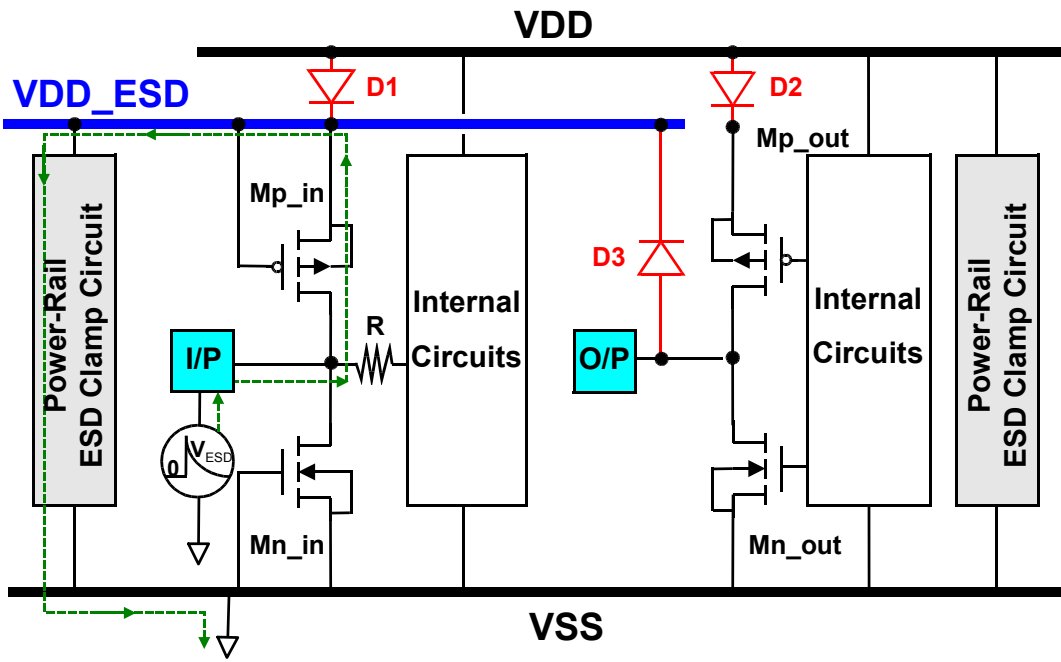 VDD
VDD_ESD
D1
D2
Mp_in
Mp_out
Power-Rail
ESD Clamp Circuit
I/P
R
Internal
Circuits
D3
O/P
Internal
Circuits
Power-Rail
ESD Clamp Circuit
0
VESD
Mn_in
Mn_out
VSS